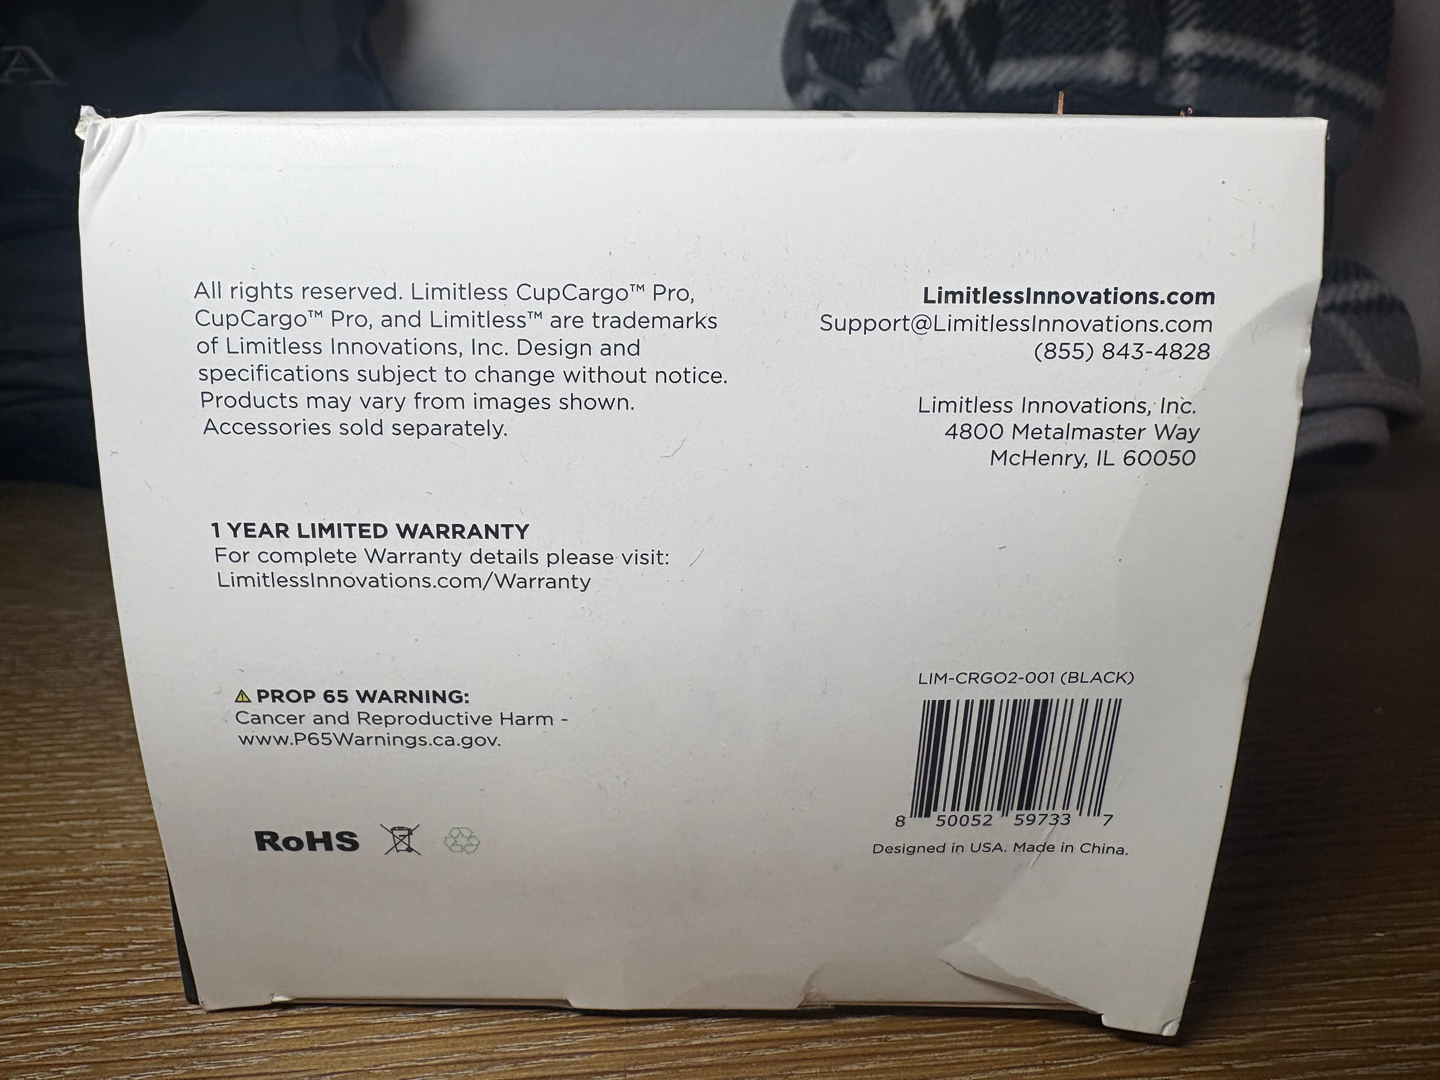 All rights reserved. Limitless CupCargo™ Pro,
CupCargo™ Pro, and Limitless™ are trademarks
of Limitless Innovations, Inc. Design and
specifications subject to change without notice.
Products may vary from images shown.
Accessories sold separately.
LimitlessInnovations.com
Support@LimitlessInnovations.com
(855) 843-4828
Limitless Innovations, Inc.
4800 Metalmaster Way
McHenry, IL 60050
1 YEAR LIMITED WARRANTY
For complete Warranty details please visit:
LimitlessInnovations.com/Warranty
⚠ PROP 65 WARNING:
Cancer and Reproductive Harm -
www.P65Warnings.ca.gov.
RoHS
LIM-CRGO2-001 (BLACK)
8 50052 59733 7
Designed in USA. Made in China.